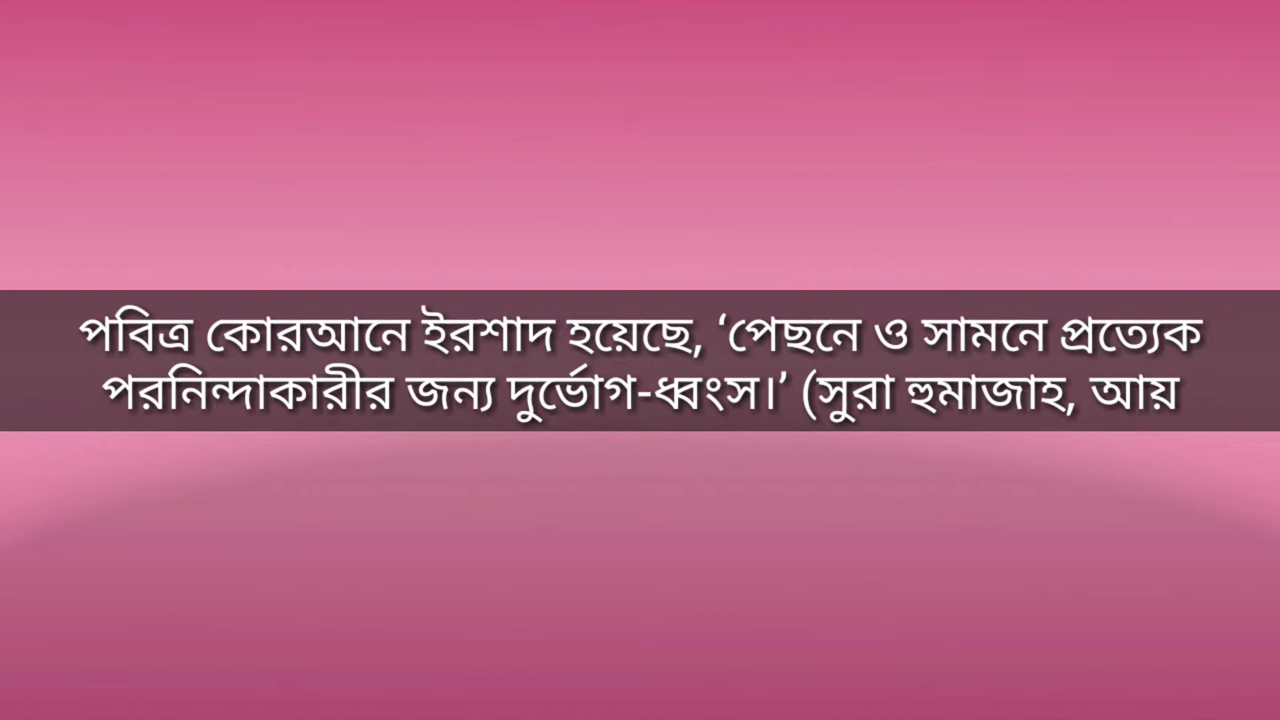 পবিত্র কোরআনে ইরশাদ হয়েছে, ‘পেছনে ও সামনে প্রত্যেক
পরনিন্দাকারীর জন্য দুর্ভোগ-ধ্বংস।’ (সুরা হুমাজাহ, আয়